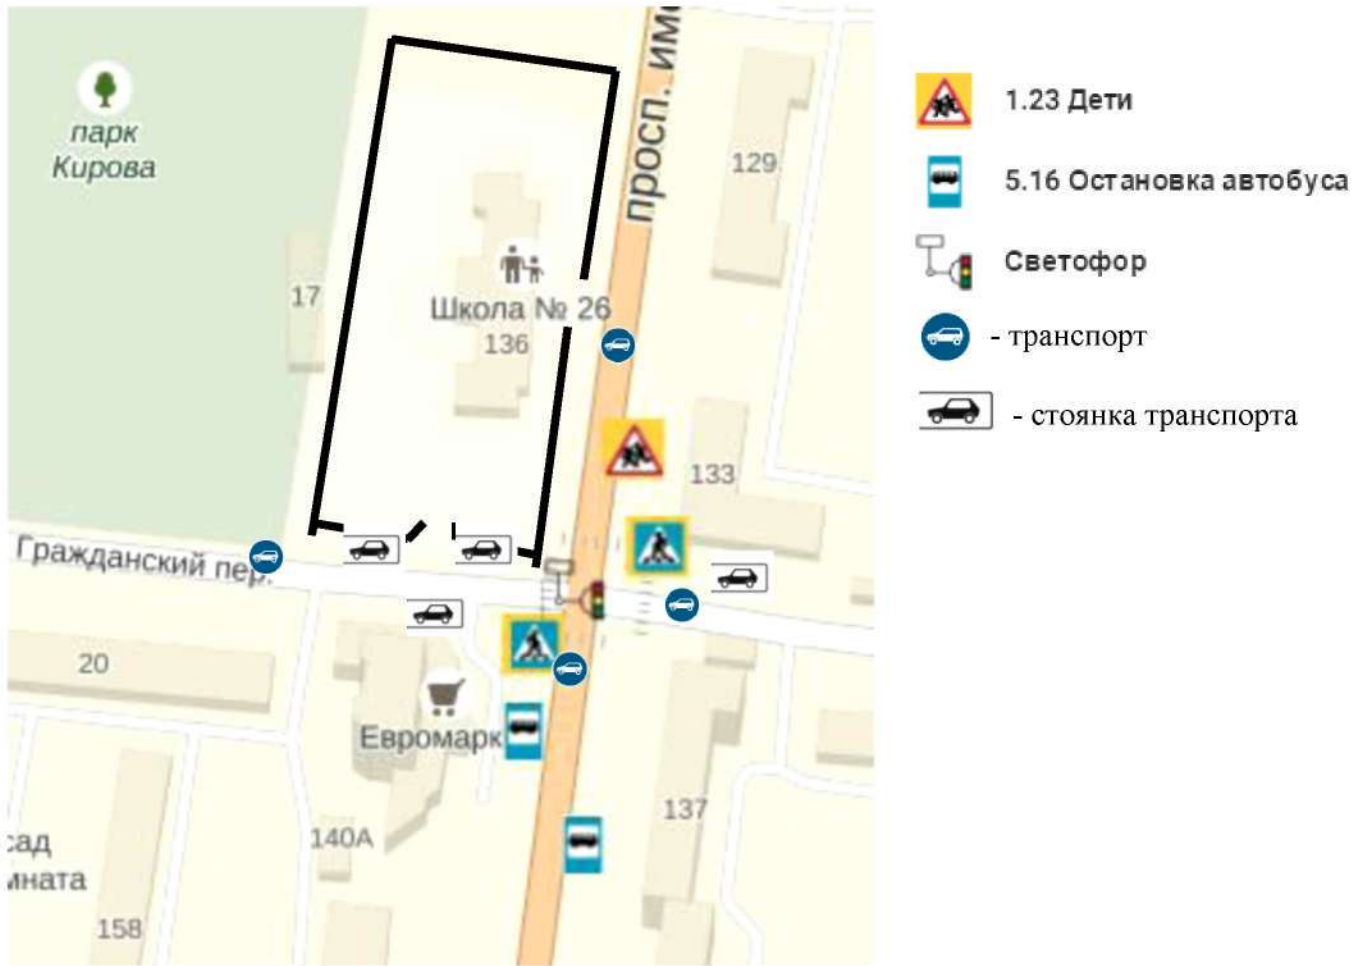 парк
Кирова
просп. име
129
17
Школа № 26
136
133
Гражданский пер.
20
Евромарк
140А
137
сад
мната
158
1.23 Дети
5.16 Остановка автобуса
Светофор
- транспорт
- стоянка транспорта